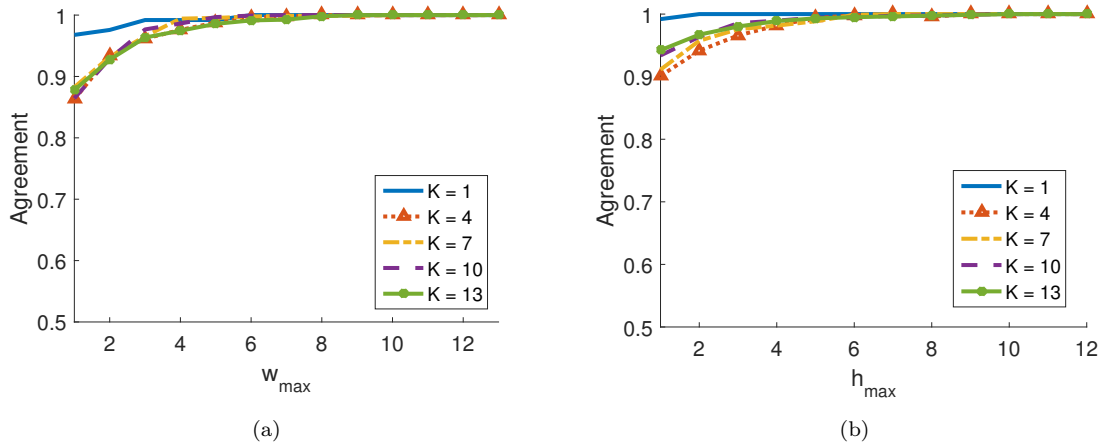 1
0.9
0.8
0.7
0.6
0.5
Agreement
2
4
6
8
10
12
w_max
K = 1
K = 4
K = 7
K = 10
K = 13
(a)
1
0.9
0.8
0.7
0.6
0.5
Agreement
2
4
6
8
10
12
h_max
K = 1
K = 4
K = 7
K = 10
K = 13
(b)